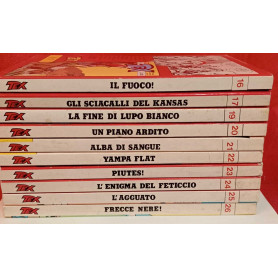 TEX IL FUOCO! 16
TEX GLI SCIACALLI DEL KANSAS 17
TEX LA FINE DI LUPO BIANCO 19
TEX UN PIANO ARDITO 20
TEX ALBA DI SANGUE 21
TEX YAMPA FLAT 22
TEX PIUTES! 23
TEX L'ENIGMA DEL FETICCIO 24
TEX L'AGGUATO 25
TEX FRECCE NERE! 26